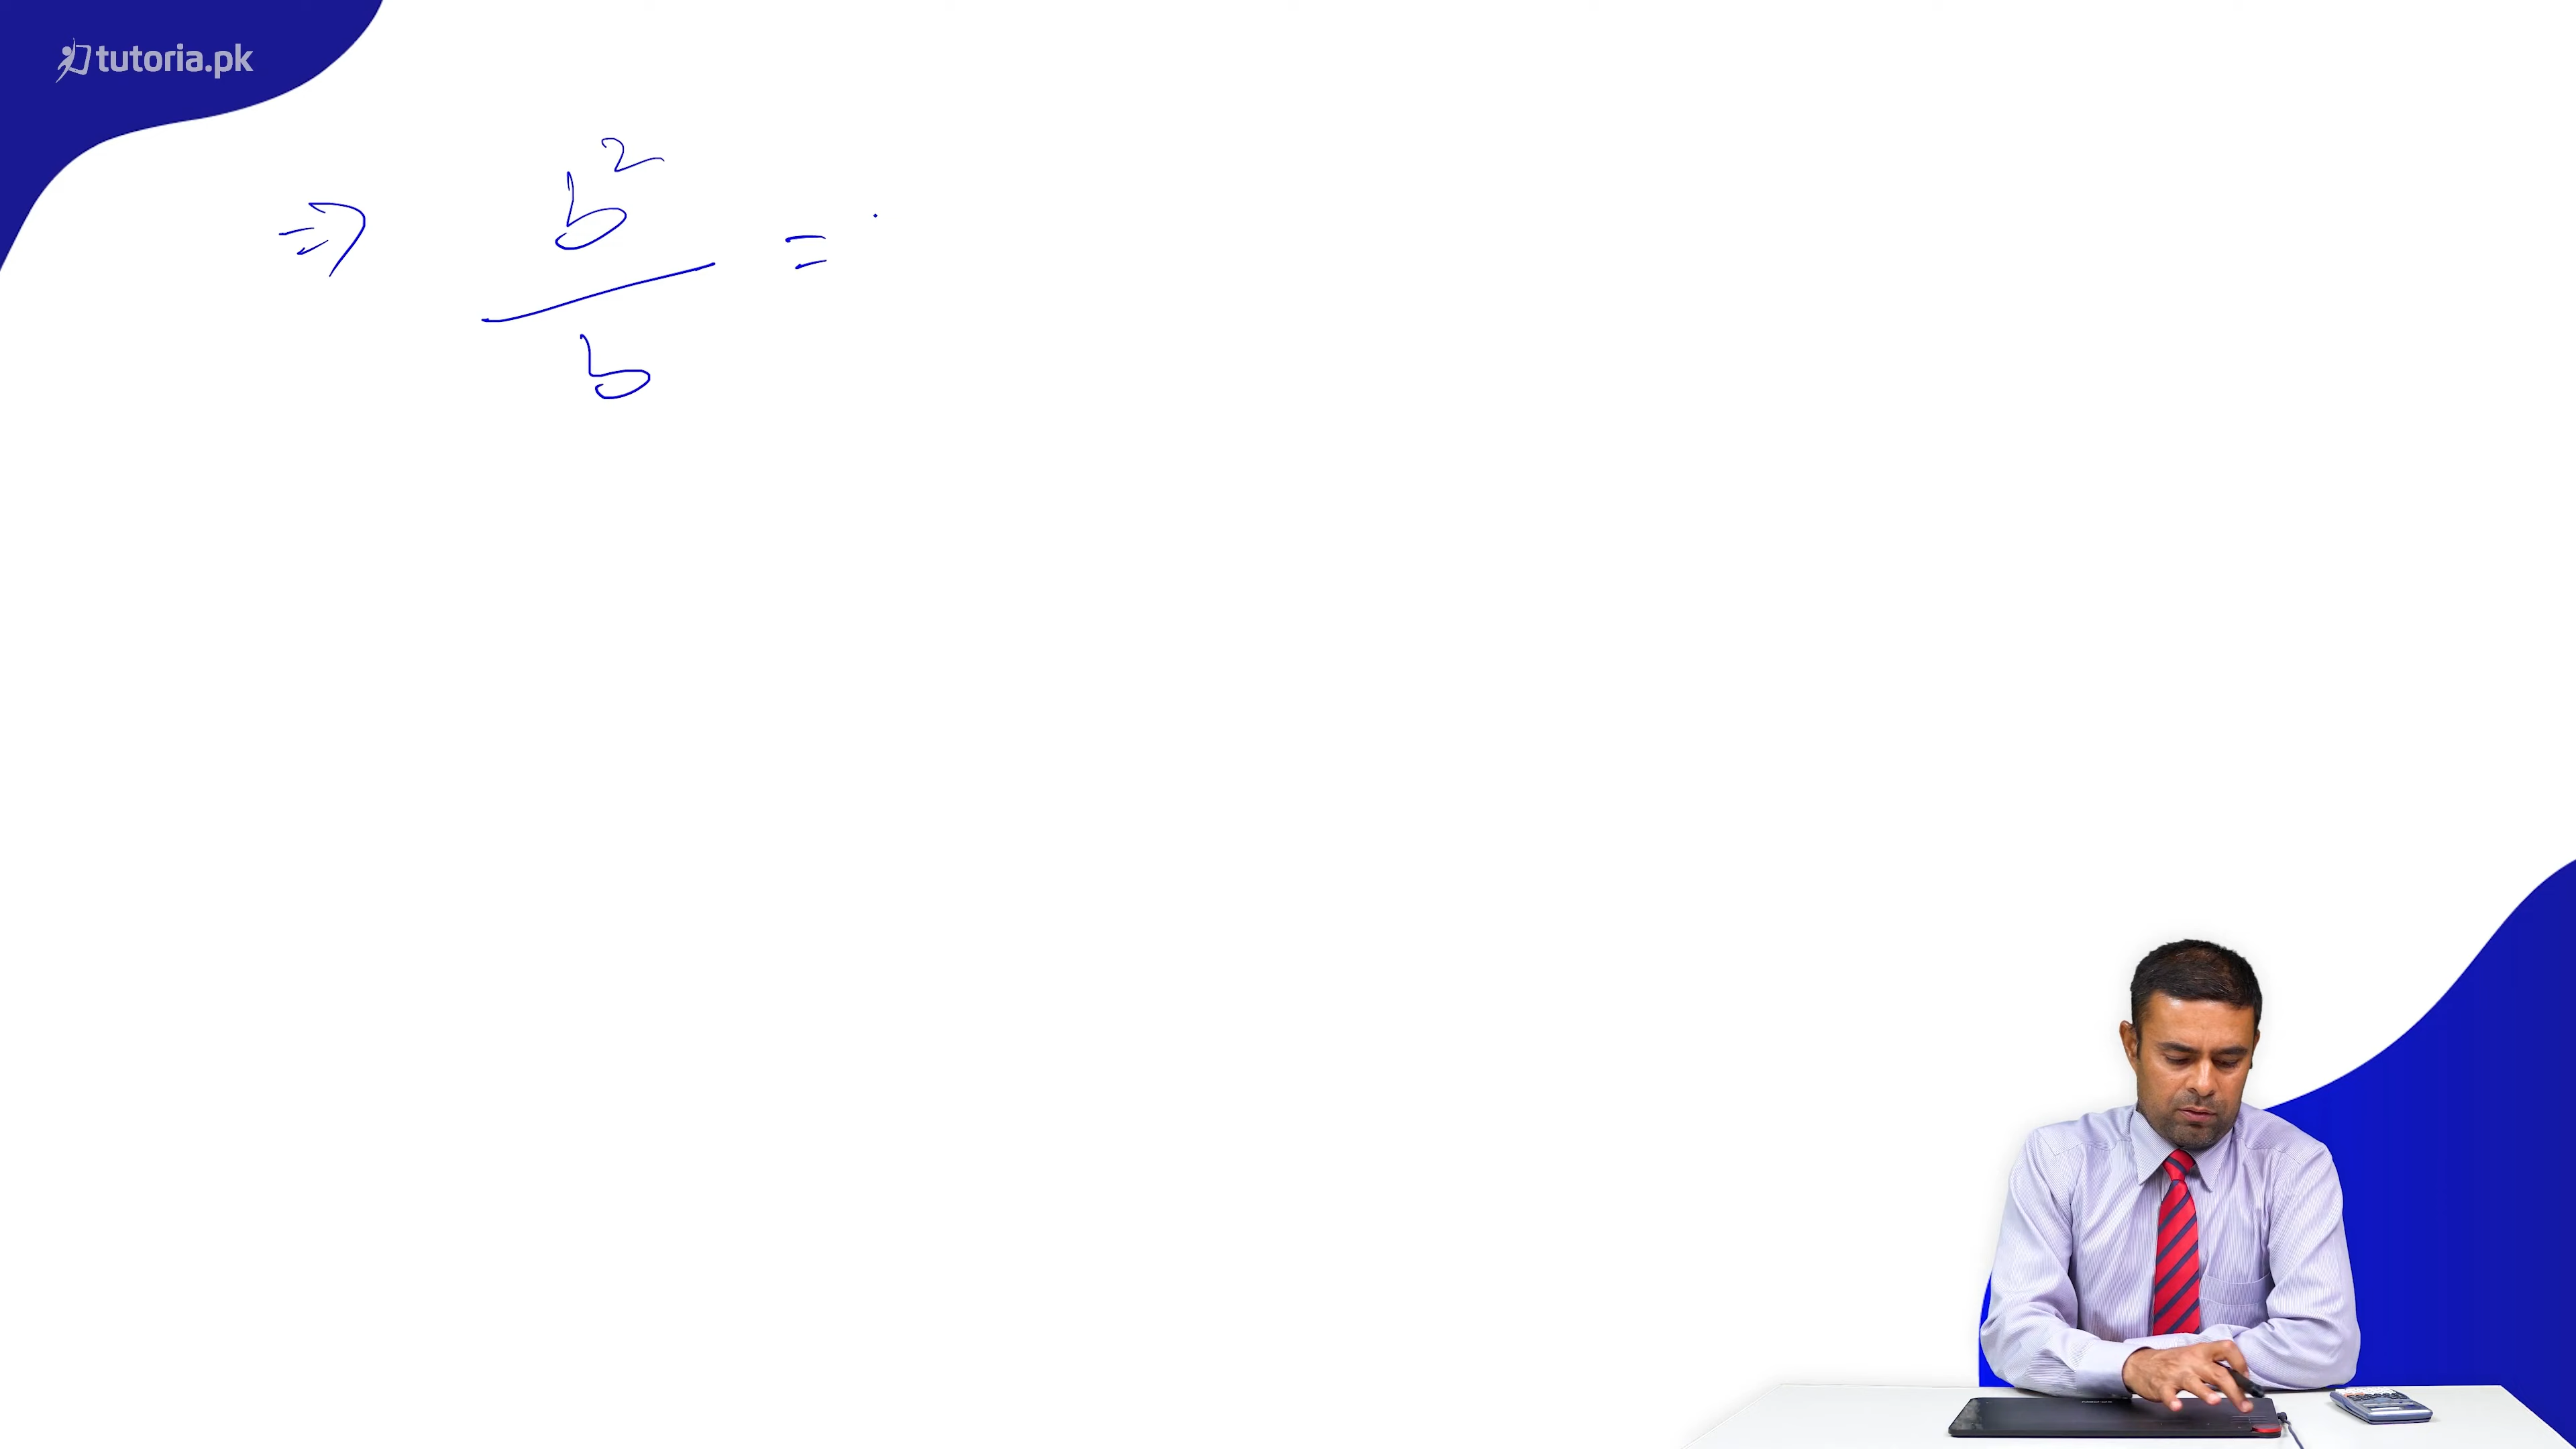 tutoria.pk
⇒ b² / b =